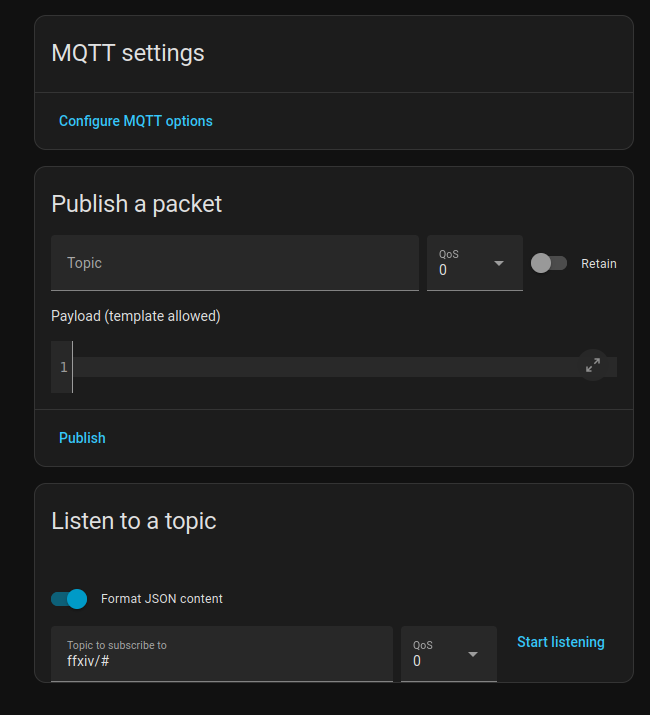 MQTT settings
Configure MQTT options
Publish a packet
Topic
QoS
0
Retain
Payload (template allowed)
1
Publish
Listen to a topic
Format JSON content
Topic to subscribe to
ffxiv/#
QoS
0
Start listening